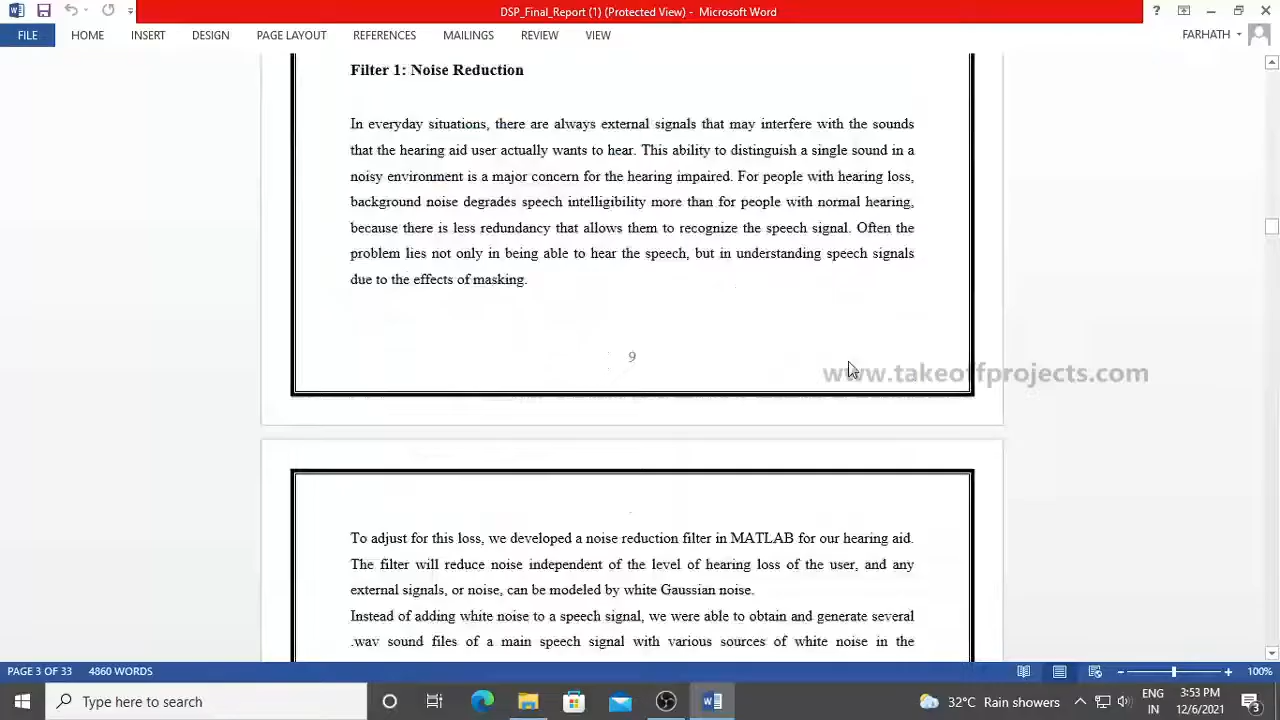 DSP_Final_Report (1) (Protected View) - Microsoft Word
?
FILE HOME INSERT DESIGN PAGE LAYOUT REFERENCES MAILINGS REVIEW VIEW FARHATH
Filter 1: Noise Reduction
In everyday situations, there are always external signals that may interfere with the sounds
that the hearing aid user actually wants to hear. This ability to distinguish a single sound in a
noisy environment is a major concern for the hearing impaired. For people with hearing loss,
background noise degrades speech intelligibility more than for people with normal hearing,
because there is less redundancy that allows them to recognize the speech signal. Often the
problem lies not only in being able to hear the speech, but in understanding speech signals
due to the effects of masking.
9
www.takeoffprojects.com
To adjust for this loss, we developed a noise reduction filter in MATLAB for our hearing aid.
The filter will reduce noise independent of the level of hearing loss of the user, and any
external signals, or noise, can be modeled by white Gaussian noise.
Instead of adding white noise to a speech signal, we were able to obtain and generate several
.wav sound files of a main speech signal with various sources of white noise in the
PAGE 3 OF 33 4860 WORDS 100%
Type here to search
32°C Rain showers
ENG
IN
3:53 PM
12/6/2021
3